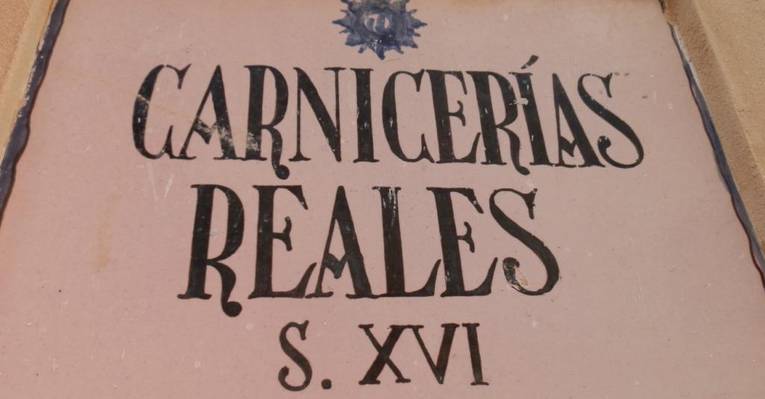 CARNICERÍAS
REALES
S. XVI